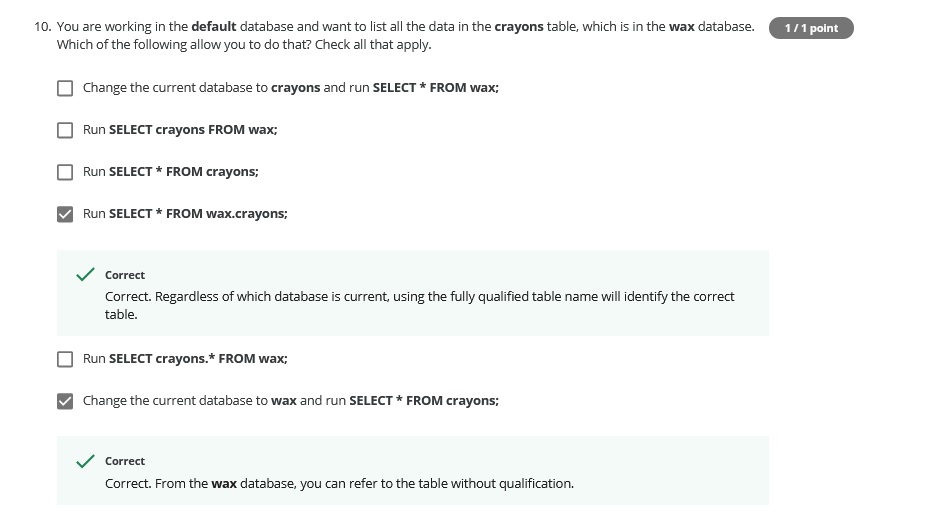 10. You are working in the default database and want to list all the data in the crayons table, which is in the wax database. 1 / 1 point
Which of the following allow you to do that? Check all that apply.
Change the current database to crayons and run SELECT * FROM wax;
Run SELECT crayons FROM wax;
Run SELECT * FROM crayons;
Run SELECT * FROM wax.crayons;
Correct
Correct. Regardless of which database is current, using the fully qualified table name will identify the correct
table.
Run SELECT crayons.* FROM wax;
Change the current database to wax and run SELECT * FROM crayons;
Correct
Correct. From the wax database, you can refer to the table without qualification.